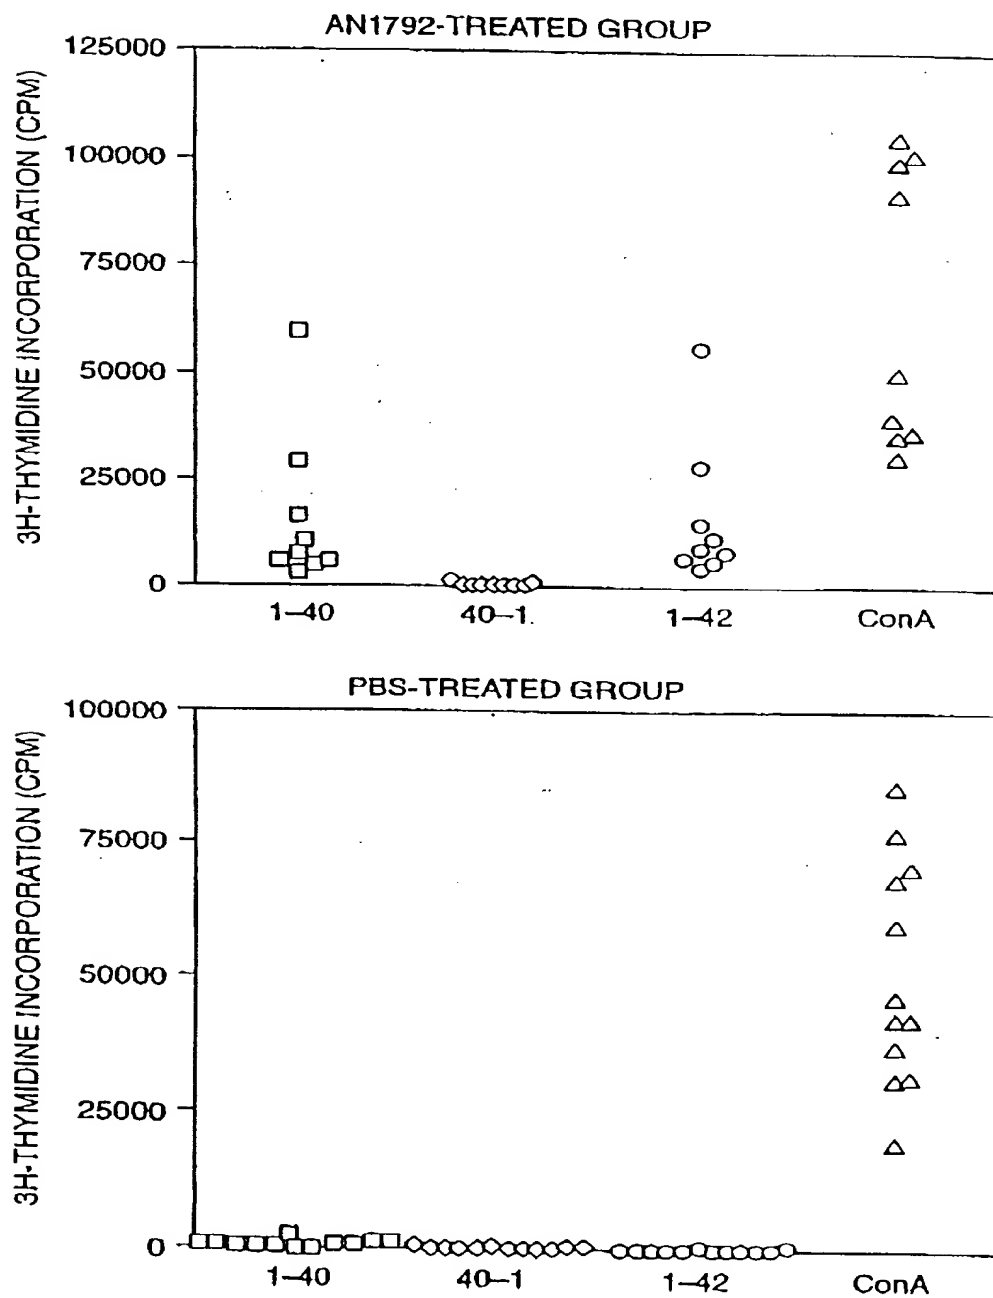 AN1792-TREATED GROUP
3H-THYMIDINE INCORPORATION (CPM)
125000
100000
75000
50000
25000
0
1–40
40–1
1–42
ConA
PBS-TREATED GROUP
3H-THYMIDINE INCORPORATION (CPM)
100000
75000
50000
25000
0
1–40
40–1
1–42
ConA